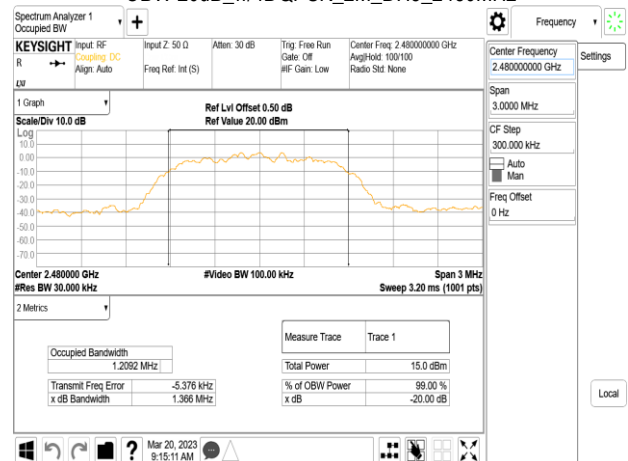 Spectrum Analyzer 1
Occupied BW
Frequency
KEYSIGHT
R
Input: RF
Coupling: DC
Align: Auto
Input Z: 50 Ω
Freq Ref: Int (S)
Atten: 30 dB
Trig: Free Run
Gate: Off
#IF Gain: Low
Center Freq: 2.480000000 GHz
Avg|Hold: 100/100
Radio Std: None
Center Frequency
2.480000000 GHz
Settings
Span
3.0000 MHz
CF Step
300.000 kHz
Auto
Man
Freq Offset
0 Hz
Local
1 Graph
Scale/Div 10.0 dB
Ref Lvl Offset 0.50 dB
Ref Value 20.00 dBm
Log
10.0
0.00
-10.0
-20.0
-30.0
-40.0
-50.0
-60.0
-70.0
Center 2.480000 GHz
#Res BW 30.000 kHz
#Video BW 100.00 kHz
Span 3 MHz
Sweep 3.20 ms (1001 pts)
2 Metrics
Occupied Bandwidth
1.2092 MHz
Transmit Freq Error -5.376 kHz
x dB Bandwidth 1.366 MHz
Measure Trace Trace 1
Total Power 15.0 dBm
% of OBW Power 99.00 %
x dB -20.00 dB
?
Mar 20, 2023
9:15:11 AM